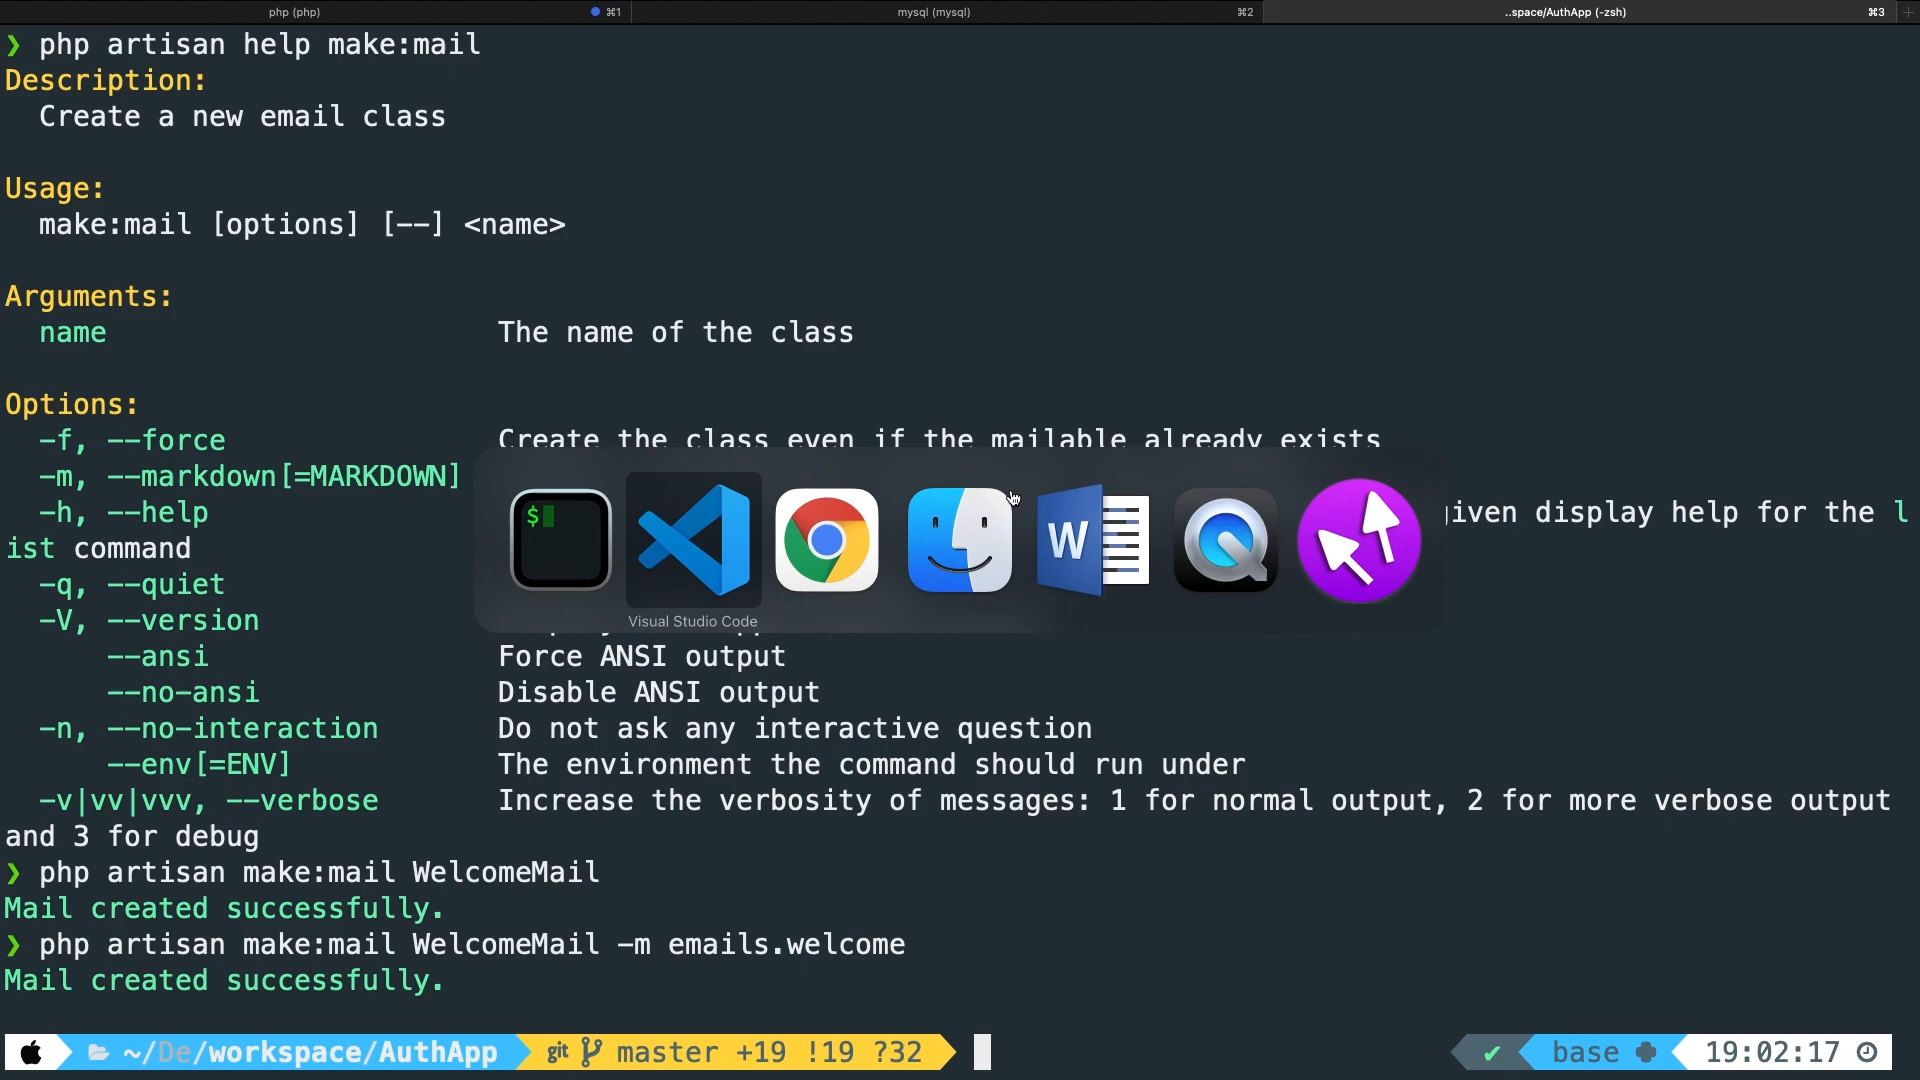 php (php) ⌘1 mysql (mysql) ⌘2 ..space/AuthApp (-zsh) ⌘3
❯ php artisan help make:mail
Description:
  Create a new email class
Usage:
  make:mail [options] [--] <name>
Arguments:
  name The name of the class
Options:
  -f, --force Create the class even if the mailable already exists
  -m, --markdown[=MARKDOWN]
  -h, --help given display help for the l
ist command
  -q, --quiet
  -V, --version
      --ansi Force ANSI output
      --no-ansi Disable ANSI output
  -n, --no-interaction Do not ask any interactive question
      --env[=ENV] The environment the command should run under
  -v|vv|vvv, --verbose Increase the verbosity of messages: 1 for normal output, 2 for more verbose output
and 3 for debug
❯ php artisan make:mail WelcomeMail
Mail created successfully.
❯ php artisan make:mail WelcomeMail -m emails.welcome
Mail created successfully.
$
W
Visual Studio Code
~/De/workspace/AuthApp git master +19 !19 ?32 ✔ base 19:02:17